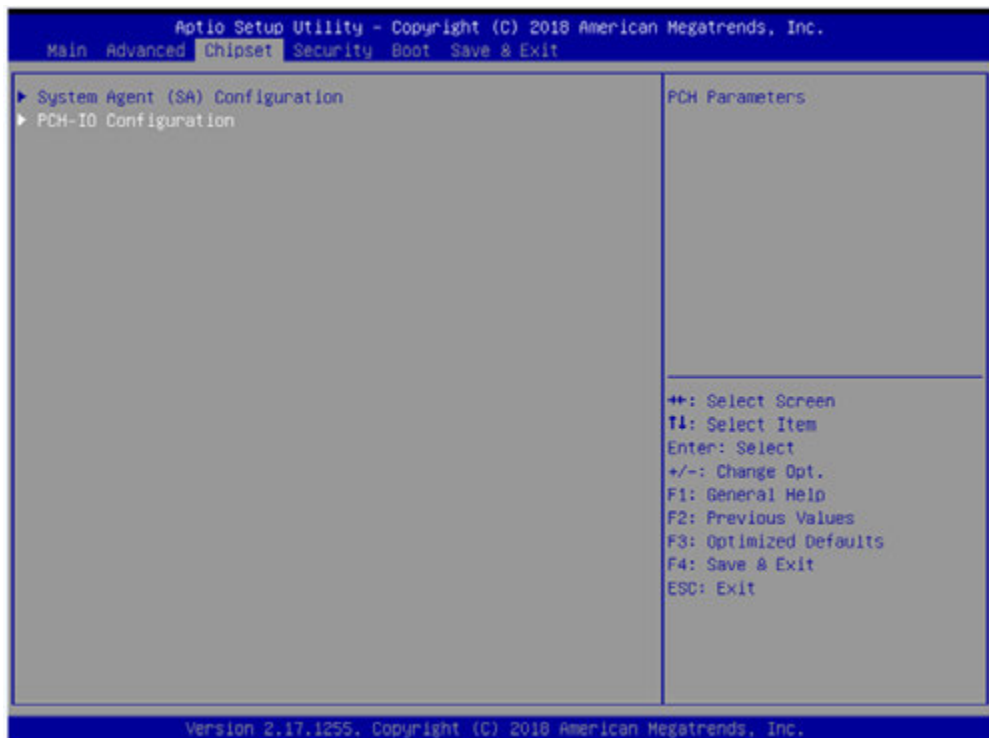 Aptio Setup Utility - Copyright (C) 2018 American Megatrends, Inc.
Main Advanced Chipset Security Boot Save & Exit
▶ System Agent (SA) Configuration
▶ PCH-IO Configuration
PCH Parameters
→←: Select Screen
↑↓: Select Item
Enter: Select
+/-: Change Opt.
F1: General Help
F2: Previous Values
F3: Optimized Defaults
F4: Save & Exit
ESC: Exit
Version 2.17.1255. Copyright (C) 2018 American Megatrends, Inc.